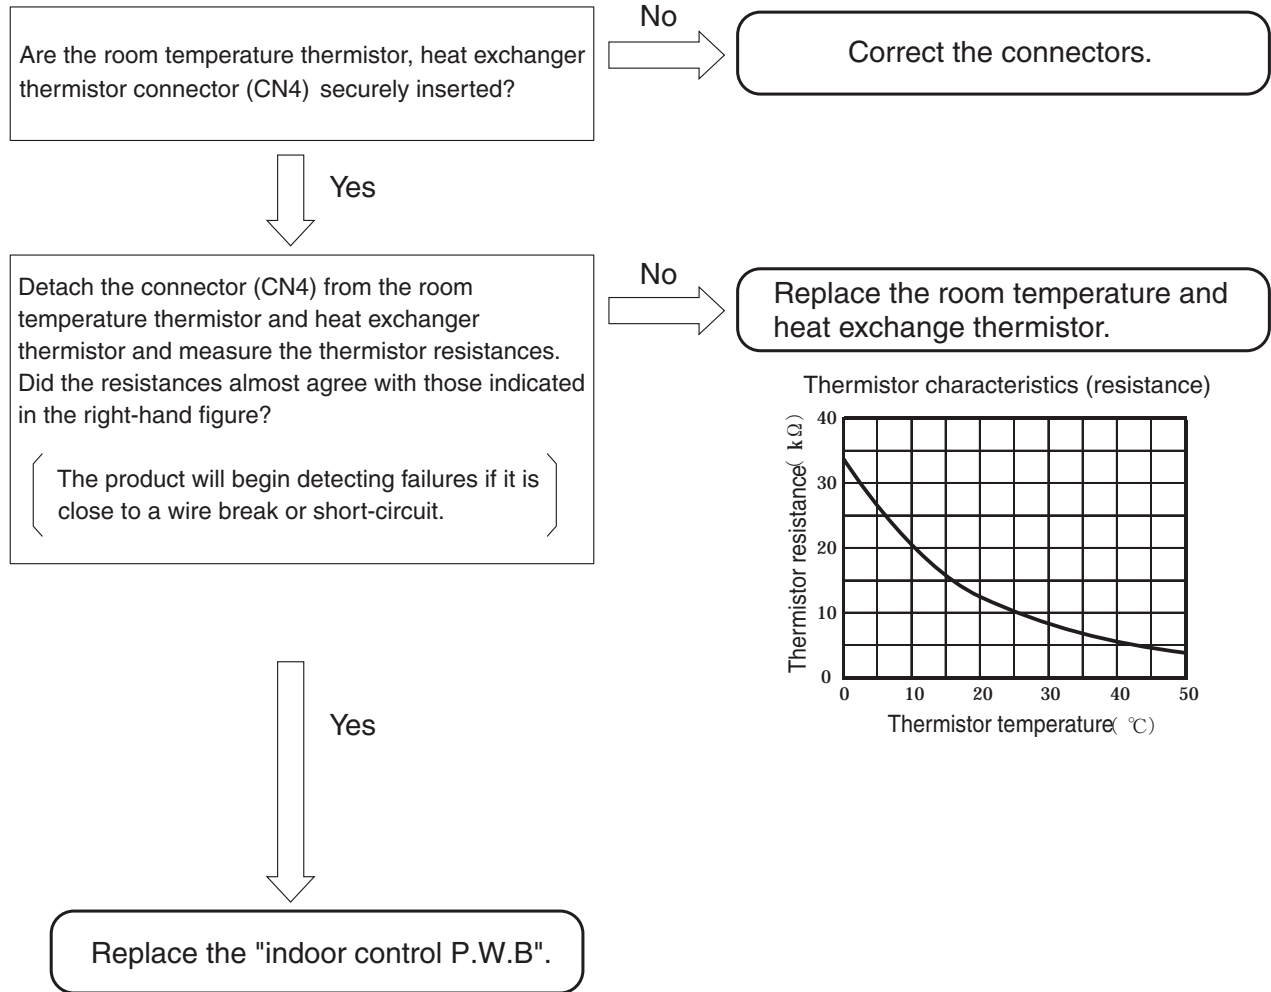 No
Are the room temperature thermistor, heat exchanger
thermistor connector (CN4) securely inserted?
Correct the connectors.
Yes
Detach the connector (CN4) from the room
temperature thermistor and heat exchanger
thermistor and measure the thermistor resistances.
Did the resistances almost agree with those indicated
in the right-hand figure?
The product will begin detecting failures if it is
close to a wire break or short-circuit.
No
Replace the room temperature and
heat exchange thermistor.
Thermistor characteristics (resistance)
Thermistor resistance( kΩ)
40
30
20
10
0
0 10 20 30 40 50
Thermistor temperature( ℃)
Yes
Replace the "indoor control P.W.B".